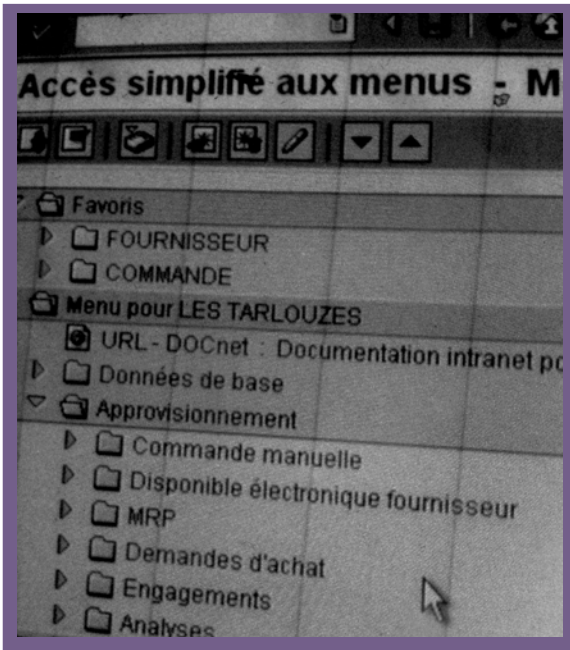 Accès simplifié aux menus - M
Favoris
FOURNISSEUR
COMMANDE
Menu pour LES TARLOUZES
URL - DOCnet : Documentation intranet po
Données de base
Approvisionnement
Commande manuelle
Disponible électronique fournisseur
MRP
Demandes d'achat
Engagements
Analyses